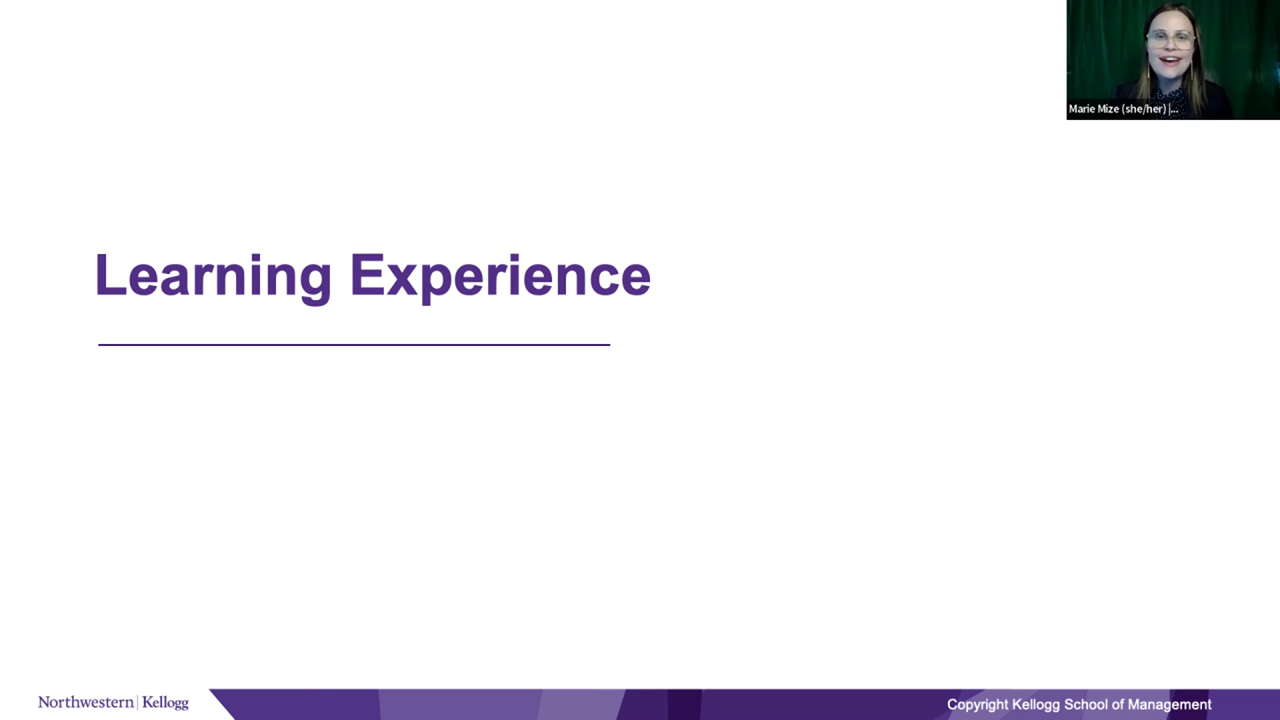 Marie Mize (she/her) |...
Learning Experience
Northwestern | Kellogg
Copyright Kellogg School of Management